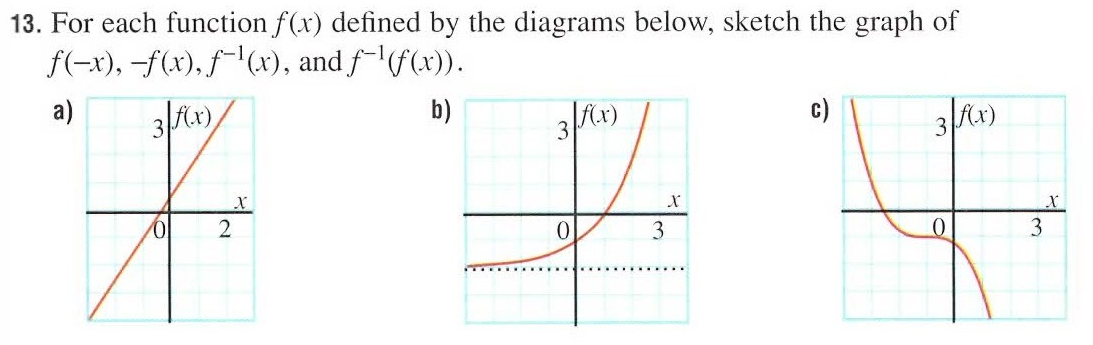 13. For each function f(x) defined by the diagrams below, sketch the graph of
f(−x), −f(x), f⁻¹(x), and f⁻¹(f(x)).
a) b) c)
3 f(x) 3 f(x) 3 f(x)
x x x
0 2 0 3 0 3